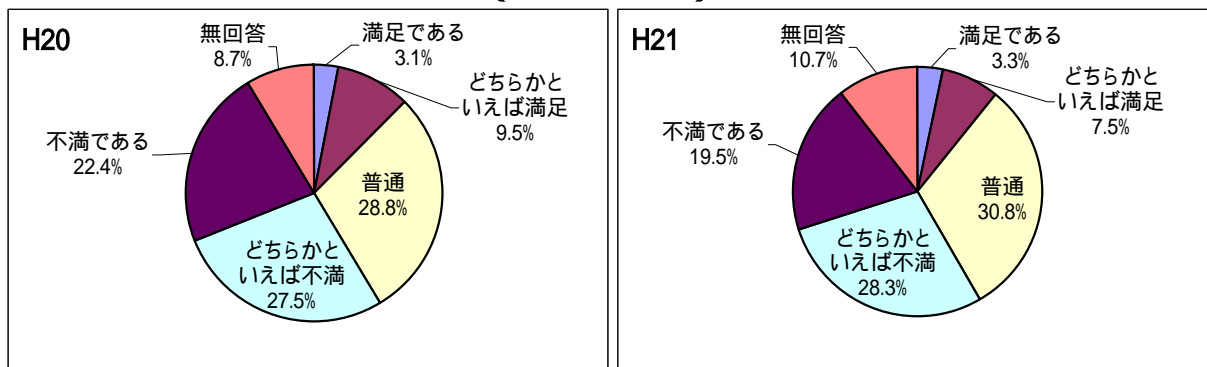 H20
無回答
8.7%
満足である
3.1%
どちらかと
いえば満足
9.5%
普通
28.8%
どちらかと
いえば不満
27.5%
不満である
22.4%
H21
無回答
10.7%
満足である
3.3%
どちらかと
いえば満足
7.5%
普通
30.8%
どちらかと
いえば不満
28.3%
不満である
19.5%